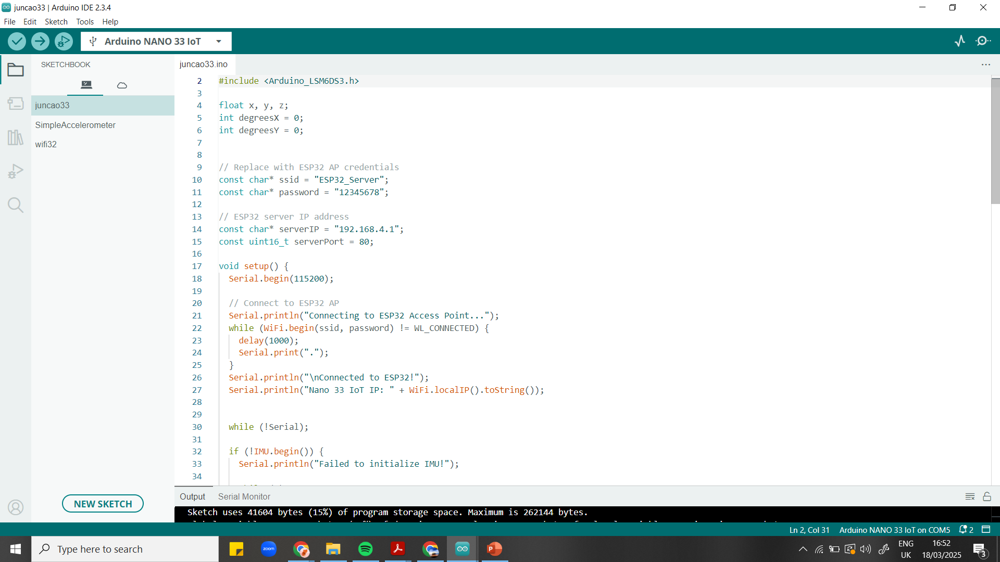 juncao33 | Arduino IDE 2.3.4
File Edit Sketch Tools Help
Arduino NANO 33 IoT
SKETCHBOOK
juncao33
SimpleAccelerometer
wifi32
NEW SKETCH
juncao33.ino
2 #include <Arduino_LSM6DS3.h>
3
4 float x, y, z;
5 int degreesX = 0;
6 int degreesY = 0;
7
8
9 // Replace with ESP32 AP credentials
10 const char* ssid = "ESP32_Server";
11 const char* password = "12345678";
12
13 // ESP32 server IP address
14 const char* serverIP = "192.168.4.1";
15 const uint16_t serverPort = 80;
16
17 void setup() {
18 Serial.begin(115200);
19
20 // Connect to ESP32 AP
21 Serial.println("Connecting to ESP32 Access Point...");
22 while (WiFi.begin(ssid, password) != WL_CONNECTED) {
23 delay(1000);
24 Serial.print(".");
25 }
26 Serial.println("\nConnected to ESP32!");
27 Serial.println("Nano 33 IoT IP: " + WiFi.localIP().toString());
28
29
30 while (!Serial);
31
32 if (!IMU.begin()) {
33 Serial.println("Failed to initialize IMU!");
34
Output Serial Monitor
Sketch uses 41604 bytes (15%) of program storage space. Maximum is 262144 bytes.
Ln 2, Col 31 Arduino NANO 33 IoT on COM5 2
Type here to search
zoom
P
ENG
UK
16:52
18/03/2025
3